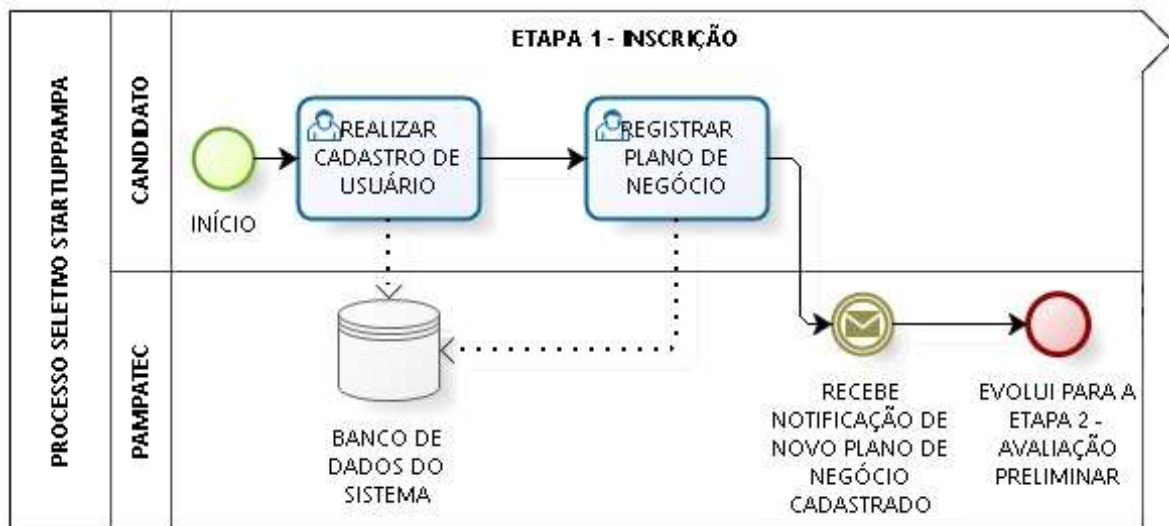 PROCESSO SELETIVO STARTUPPAMPA
CANDIDATO
ETAPA 1 - INSCRIÇÃO
INÍCIO
REALIZAR
CADASTRO DE
USUÁRIO
REGISTRAR
PLANO DE
NEGÓCIO
PAMPATEC
BANCO DE
DADOS DO
SISTEMA
RECEBE
NOTIFICAÇÃO DE
NOVO PLANO DE
NEGÓCIO
CADASTRADO
EVOLUI PARA A
ETAPA 2 -
AVALIAÇÃO
PRELIMINAR